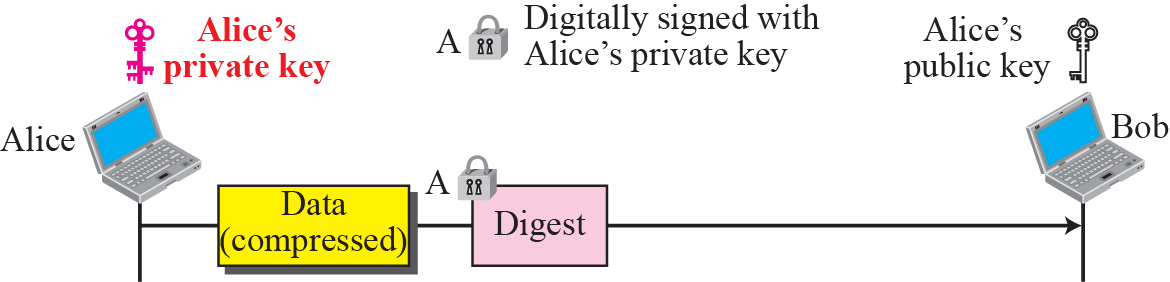 Alice’s
private key
A
Digitally signed with
Alice’s private key
Alice’s
public key
Alice
Bob
Data
(compressed)
A
Digest